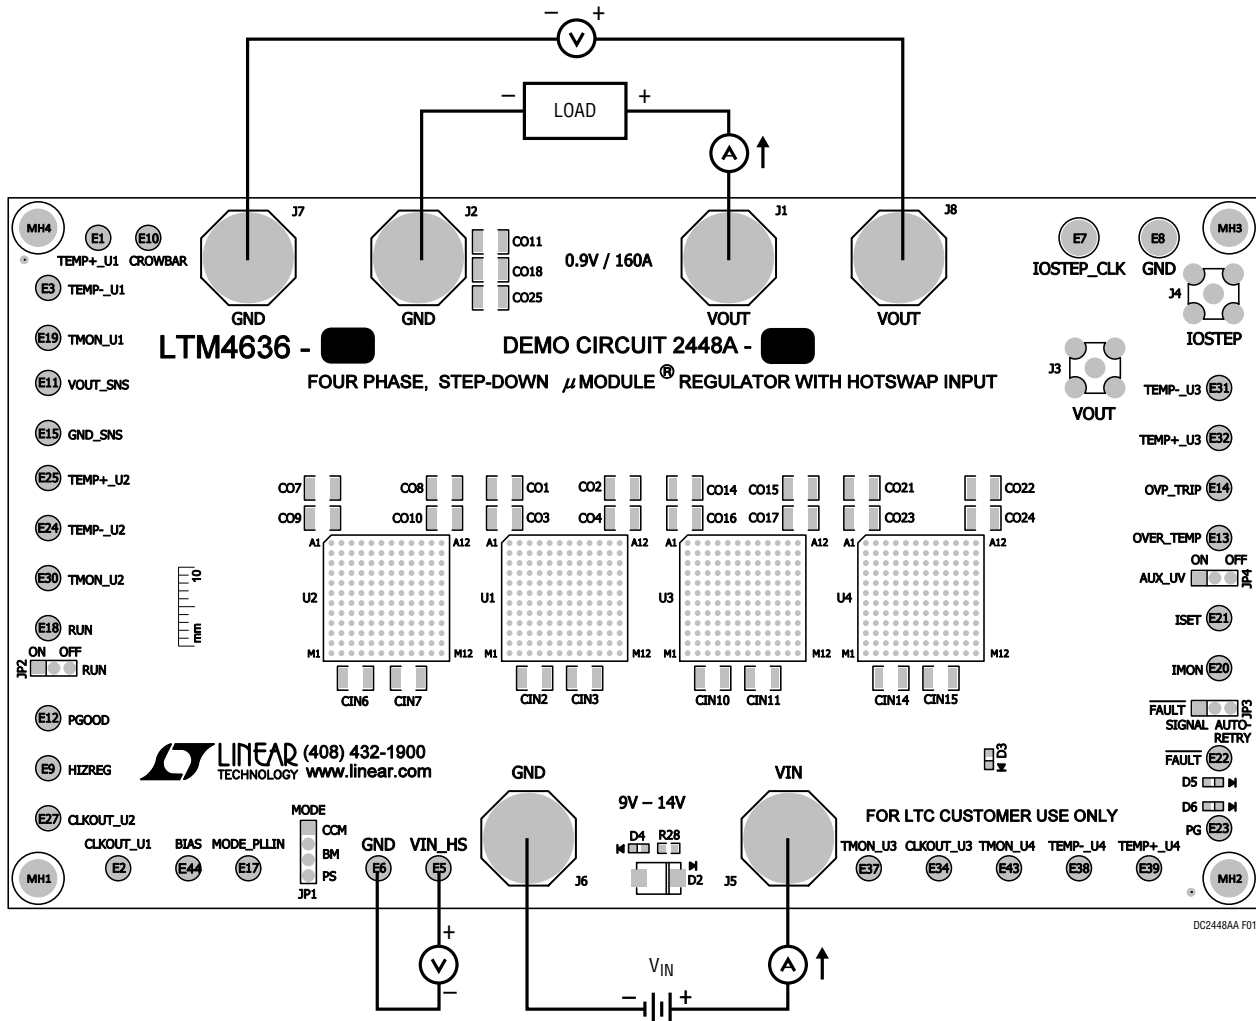 − +
V
− LOAD +
A
MH4
E1
TEMP+_U1
E10
CROWBAR
J7
GND
J2
GND
CO11
CO18
CO25
0.9V / 160A
J1
VOUT
J8
VOUT
E7
IOSTEP_CLK
E8
GND
MH3
J4
IOSTEP
J3
VOUT
LTM4636 -
DEMO CIRCUIT 2448A -
FOUR PHASE, STEP-DOWN µMODULE® REGULATOR WITH HOTSWAP INPUT
E3 TEMP-_U1
E19 TMON_U1
E11 VOUT_SNS
E15 GND_SNS
E25 TEMP+_U2
E24 TEMP-_U2
E30 TMON_U2
E18 RUN
ON OFF
JP2 RUN
E12 PGOOD
E9 HIZREG
E27 CLKOUT_U2
10
mm
CO7 CO8 CO1 CO2 CO14 CO15 CO21 CO22
CO9 CO10 CO3 CO4 CO16 CO17 CO23 CO24
A1 A12 A1 A12 A1 A12 A1 A12
U2 U1 U3 U4
M1 M12 M1 M12 M1 M12 M1 M12
CIN6 CIN7 CIN2 CIN3 CIN10 CIN11 CIN14 CIN15
TEMP-_U3 E31
TEMP+_U3 E32
OVP_TRIP E14
OVER_TEMP E13
ON OFF
AUX_UV JP4
ISET E21
IMON E20
FAULT JP3
SIGNAL AUTO-
RETRY
FAULT E22
D5
D6
PG E23
LINEAR
TECHNOLOGY
(408) 432-1900
www.linear.com
GND
J6
9V – 14V
D4 R28
D2
VIN
J5
D3
FOR LTC CUSTOMER USE ONLY
MH1
CLKOUT_U1
E2
BIAS
E44
MODE_PLLIN
E17
MODE
CCM
BM
PS
JP1
GND
E6
VIN_HS
E5
TMON_U3
E37
CLKOUT_U3
E34
TMON_U4
E43
TEMP-_U4
E38
TEMP+_U4
E39
MH2
+
V
−
VIN
− +
A
DC2448AA F01